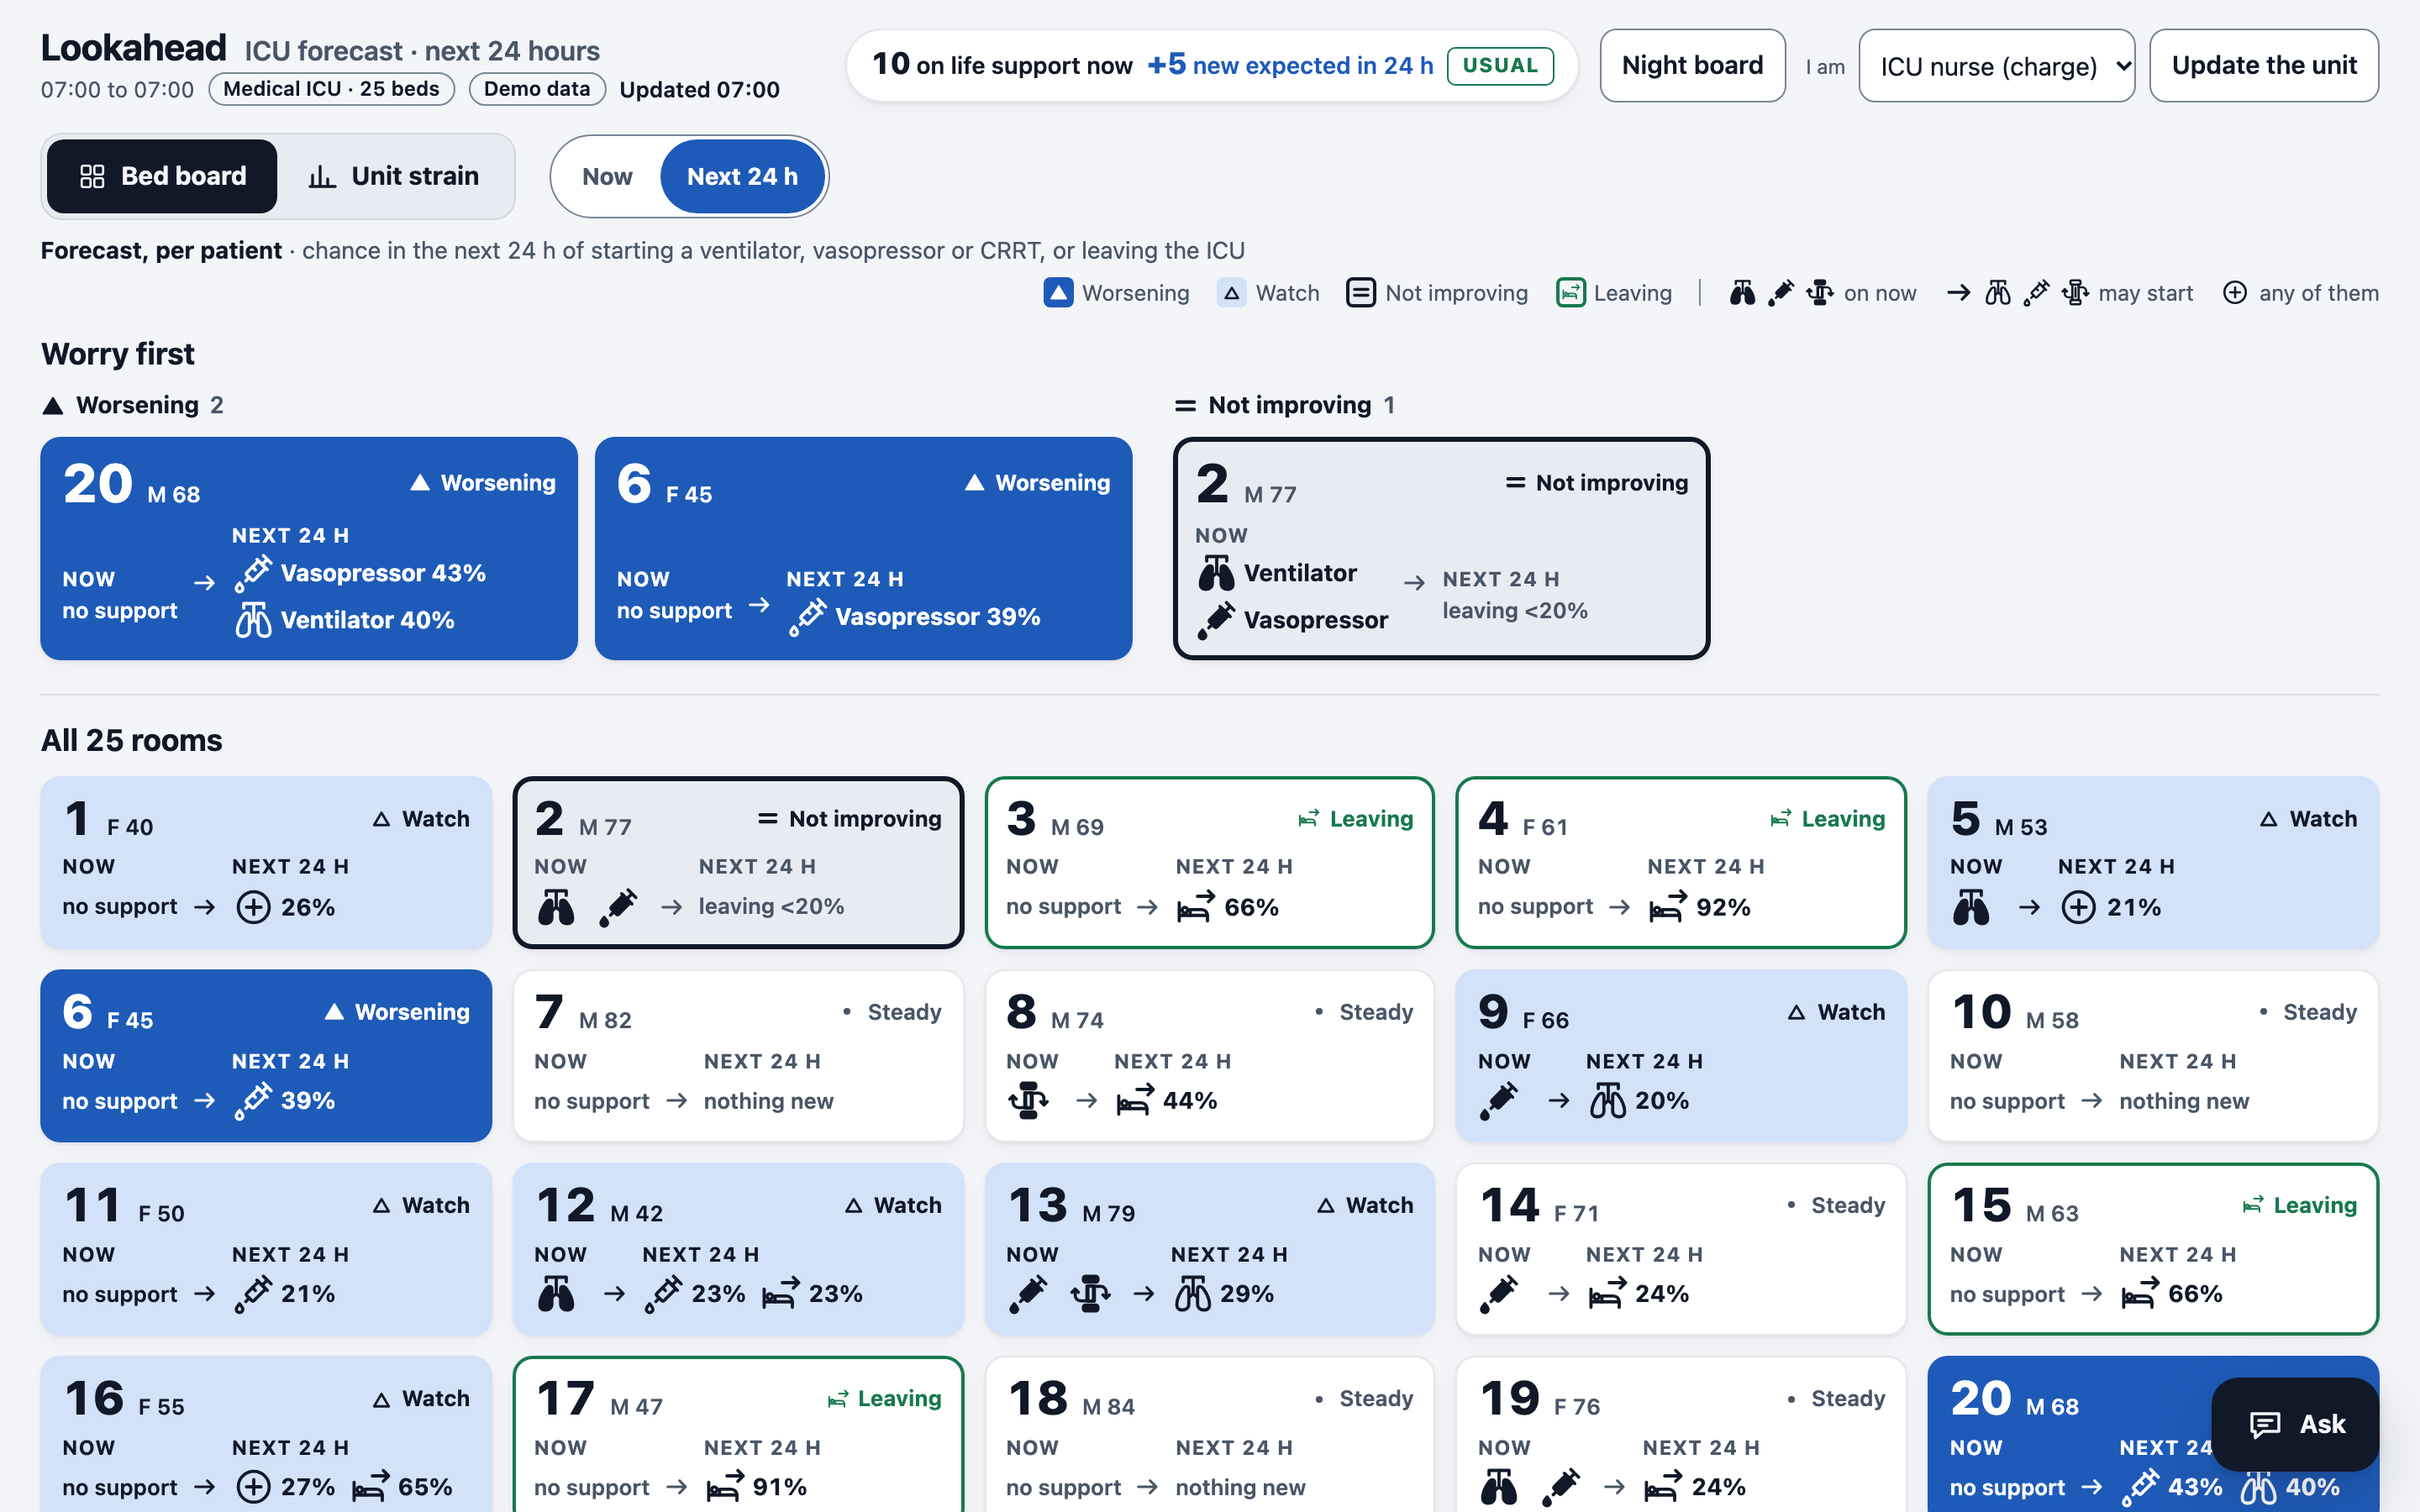 Lookahead ICU forecast · next 24 hours
07:00 to 07:00 Medical ICU · 25 beds Demo data Updated 07:00
10 on life support now +5 new expected in 24 h USUAL
Night board
I am ICU nurse (charge)
Update the unit
Bed board Unit strain
Now Next 24 h
Forecast, per patient · chance in the next 24 h of starting a ventilator, vasopressor or CRRT, or leaving the ICU
Worsening Watch Not improving Leaving | on now → may start any of them
Worry first
Worsening 2
Not improving 1
20 M 68 Worsening
NOW
no support
→
NEXT 24 H
Vasopressor 43%
Ventilator 40%
6 F 45 Worsening
NOW
no support
→
NEXT 24 H
Vasopressor 39%
2 M 77 = Not improving
NOW
Ventilator
Vasopressor
→
NEXT 24 H
leaving <20%
All 25 rooms
1 F 40 Watch
NOW NEXT 24 H
no support → 26%
2 M 77 = Not improving
NOW NEXT 24 H
→ leaving <20%
3 M 69 Leaving
NOW NEXT 24 H
no support → 66%
4 F 61 Leaving
NOW NEXT 24 H
no support → 92%
5 M 53 Watch
NOW NEXT 24 H
→ 21%
6 F 45 Worsening
NOW NEXT 24 H
no support → 39%
7 M 82 • Steady
NOW NEXT 24 H
no support → nothing new
8 M 74 • Steady
NOW NEXT 24 H
→ 44%
9 F 66 Watch
NOW NEXT 24 H
→ 20%
10 M 58 • Steady
NOW NEXT 24 H
no support → nothing new
11 F 50 Watch
NOW NEXT 24 H
no support → 21%
12 M 42 Watch
NOW NEXT 24 H
→ 23% 23%
13 M 79 Watch
NOW NEXT 24 H
→ 29%
14 F 71 • Steady
NOW NEXT 24 H
→ 24%
15 M 63 Leaving
NOW NEXT 24 H
no support → 66%
16 F 55 Watch
NOW NEXT 24 H
no support → 27% 65%
17 M 47 Leaving
NOW NEXT 24 H
no support → 91%
18 M 84 • Steady
NOW NEXT 24 H
no support → nothing new
19 F 76 • Steady
NOW NEXT 24 H
→ 24%
20 M 68
NOW NEXT 24
no support → 43% 40%
Ask